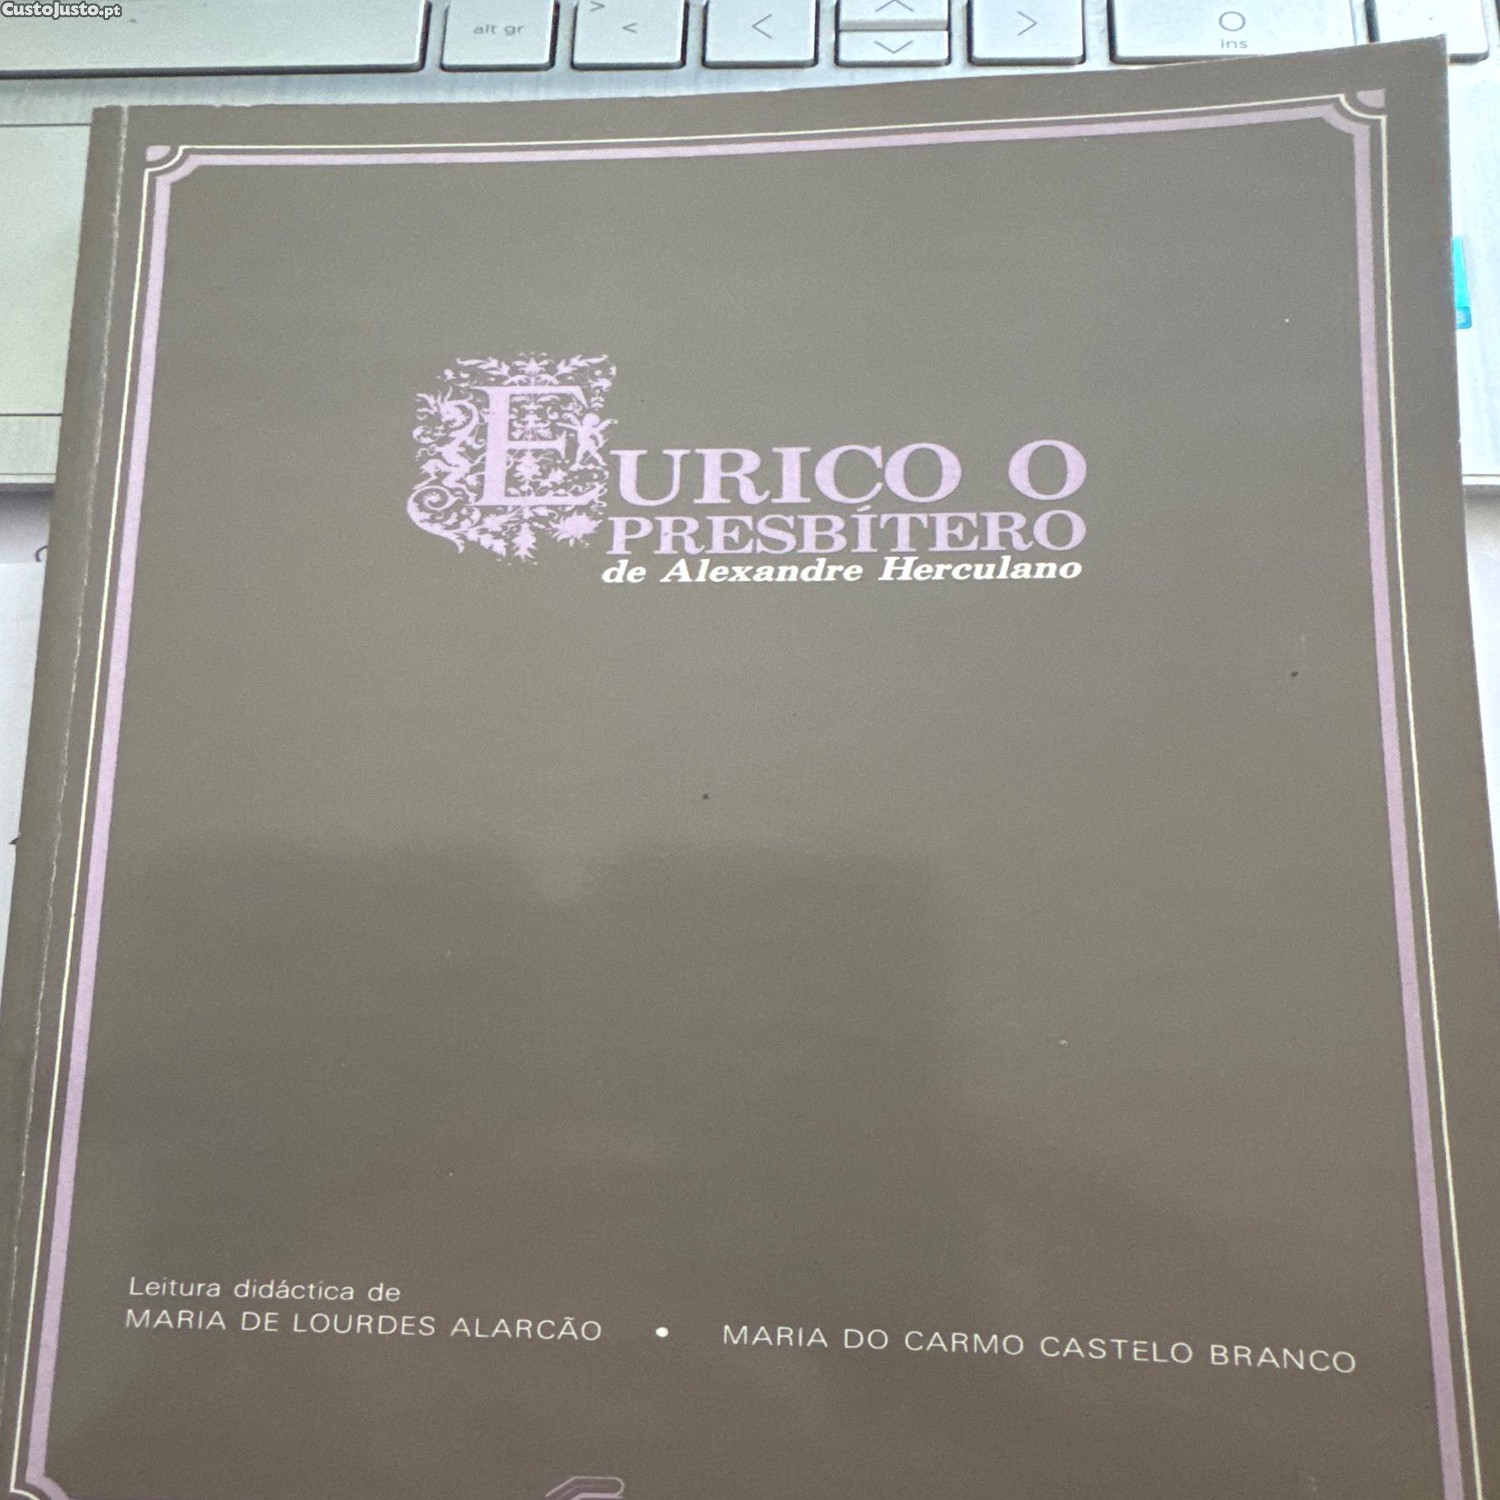 CustoJusto.pt
alt gr
>
< < > 
ins
EURICO O
PRESBÍTERO
de Alexandre Herculano
Leitura didáctica de
MARIA DE LOURDES ALARCÃO • MARIA DO CARMO CASTELO BRANCO